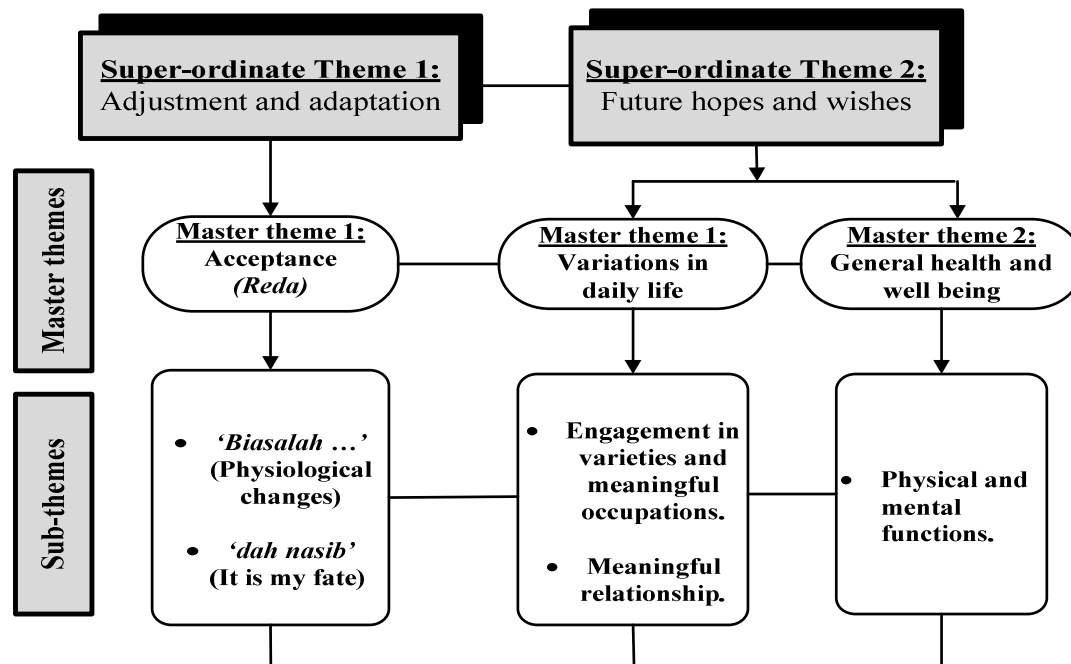 Super-ordinate Theme 1:
Adjustment and adaptation
Super-ordinate Theme 2:
Future hopes and wishes
Master themes
Master theme 1:
Acceptance
(Reda)
Master theme 1:
Variations in
daily life
Master theme 2:
General health and
well being
Sub-themes
• ‘Biasalah …’
(Physiological
changes)
• ‘dah nasib’
(It is my fate)
• Engagement in
varieties and
meaningful
occupations.
• Meaningful
relationship.
• Physical and
mental
functions.